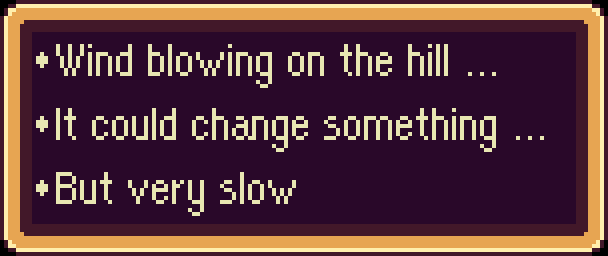 •Wind blowing on the hill ...
•It could change something ...
•But very slow